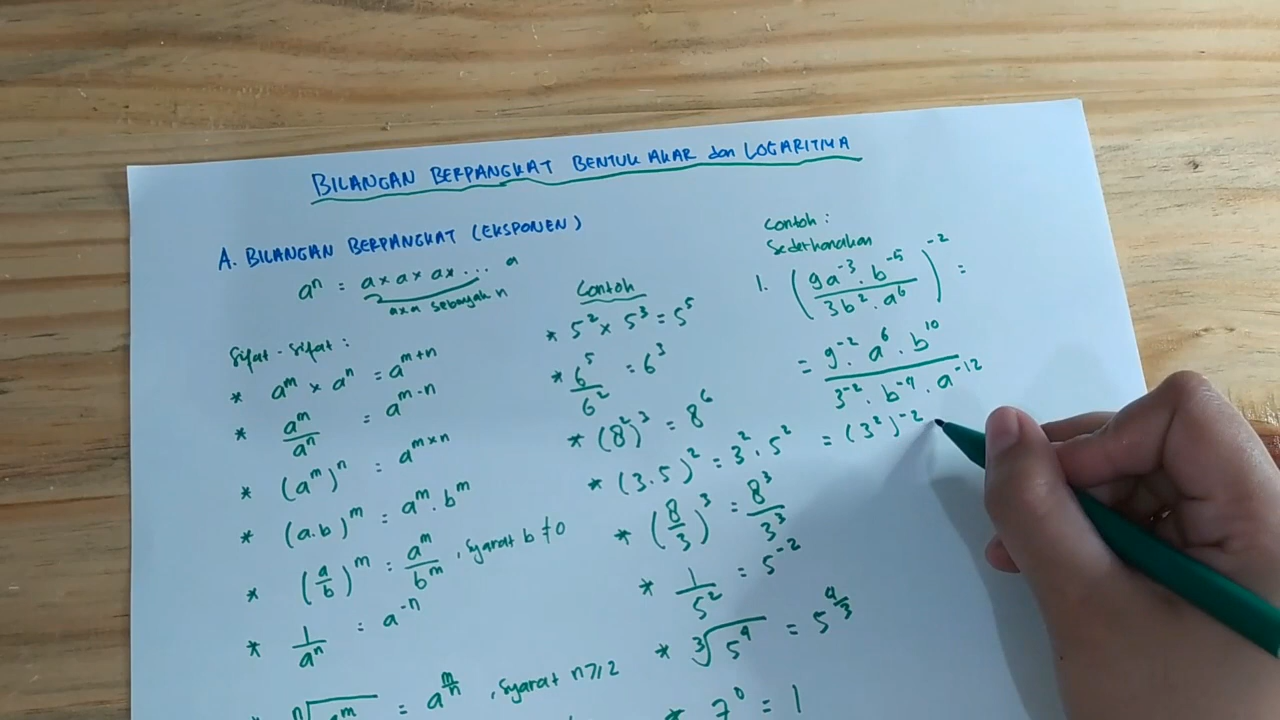 BILANGAN BERPANGKAT BENTUK AKAR dan LOGARITMA
A. BILANGAN BERPANGKAT (EKSPONEN)
aⁿ = a × a × a × ... a
axa sebanyak n
Sifat-Sifat :
* aᵐ × aⁿ = aᵐ⁺ⁿ
* aᵐ/aⁿ = aᵐ⁻ⁿ
* (aᵐ)ⁿ = aᵐˣⁿ
* (a.b)ᵐ = aᵐ.bᵐ
* (a/b)ᵐ = aᵐ/bᵐ, syarat b ≠ 0
* 1/aⁿ = a⁻ⁿ
* ⁿ√aᵐ = a^(m/n), syarat n ≥ 2
Contoh
* 5² × 5³ = 5⁵
* 6⁵/6² = 6³
* (8²)³ = 8⁶
* (3.5)² = 3².5²
* (8/3)³ = 8³/3³
* 1/5² = 5⁻²
* ³√5⁴ = 5^(4/3)
* 7⁰ = 1
Contoh :
Sederhanakan
1. (9a⁻³.b⁻⁵/3b².a⁶)⁻² =
= 9⁻².a⁶.b¹⁰/3⁻².b⁻⁴.a⁻¹²
= (3²)⁻²